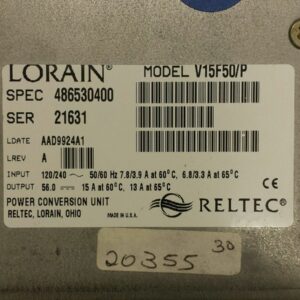 LORAIN® MODEL V15F50/P
SPEC 486530400
SER 21631
LDATE AAD9924A1
LREV A
INPUT 120/240 ~ 50/60 Hz 7.8/3.9 A at 60°C, 6.8/3.3 A at 65°C
OUTPUT 56.0 15 A at 60°C, 13 A at 65°C
POWER CONVERSION UNIT
RELTEC, LORAIN, OHIO MADE IN U.S.A.
RELTEC
CE
30
20355